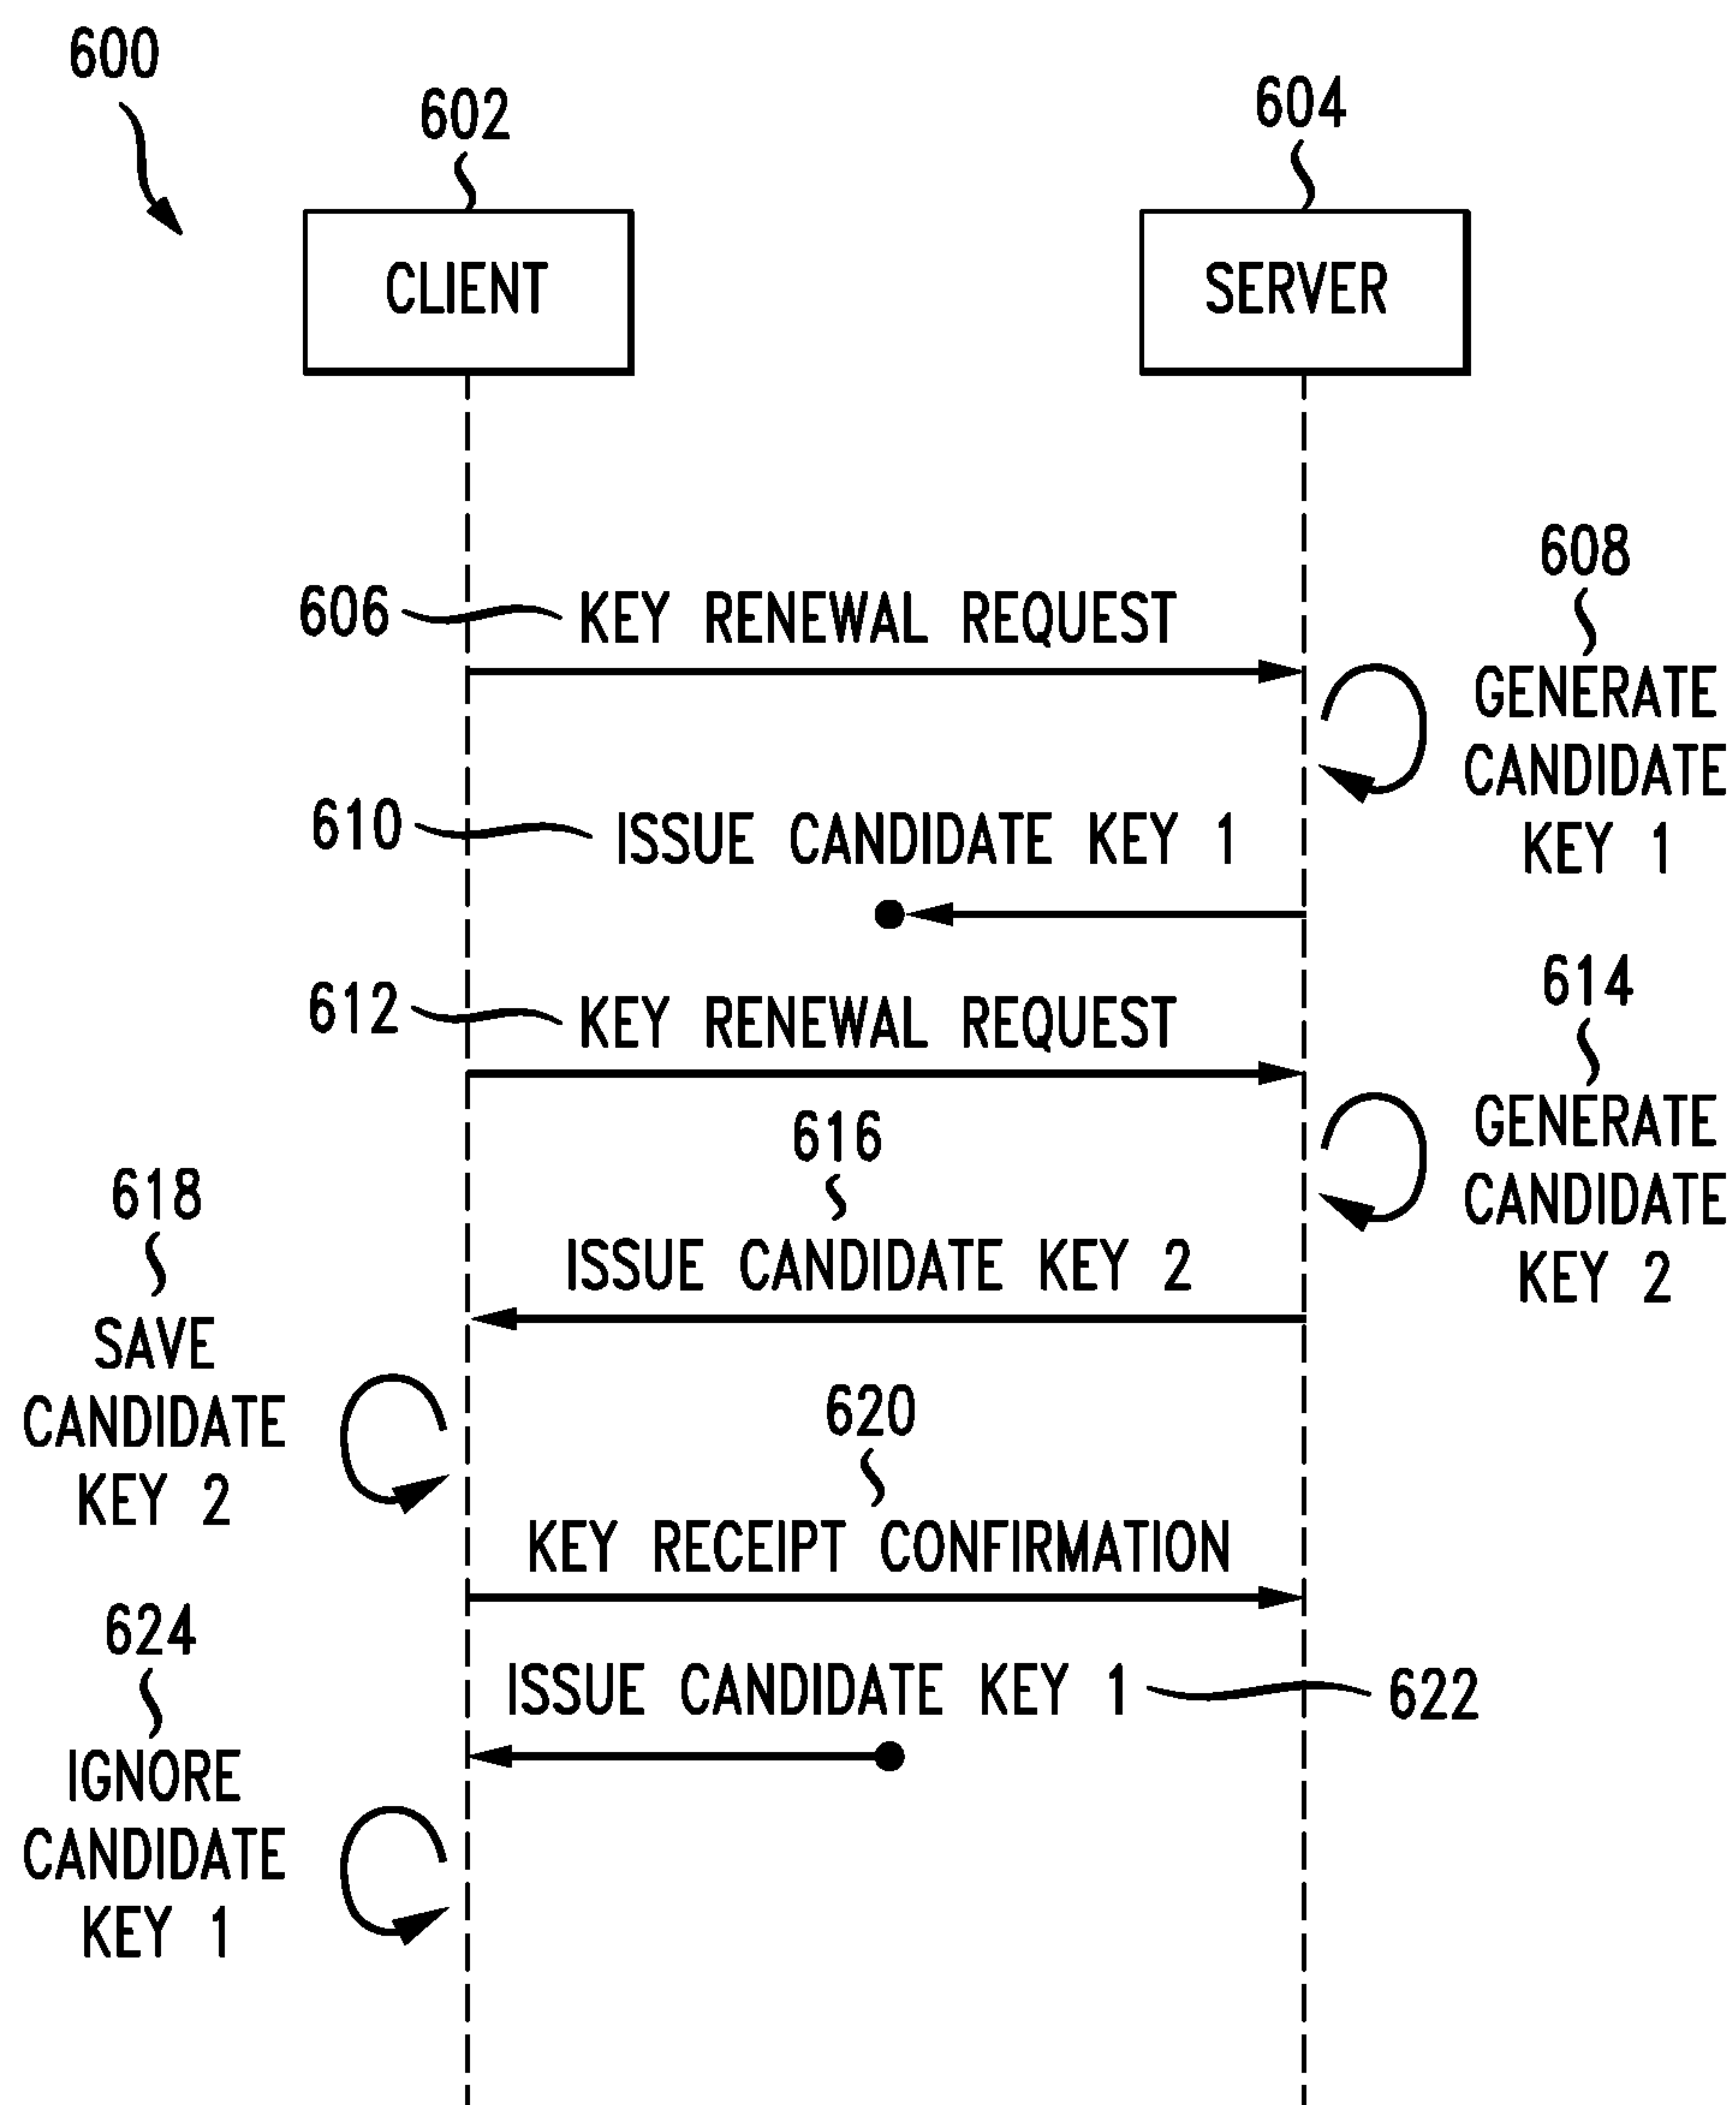 600
602
604
CLIENT
SERVER
606
KEY RENEWAL REQUEST
608
GENERATE
CANDIDATE
KEY 1
610
ISSUE CANDIDATE KEY 1
612
KEY RENEWAL REQUEST
614
GENERATE
CANDIDATE
KEY 2
616
ISSUE CANDIDATE KEY 2
618
SAVE
CANDIDATE
KEY 2
620
KEY RECEIPT CONFIRMATION
622
ISSUE CANDIDATE KEY 1
624
IGNORE
CANDIDATE
KEY 1